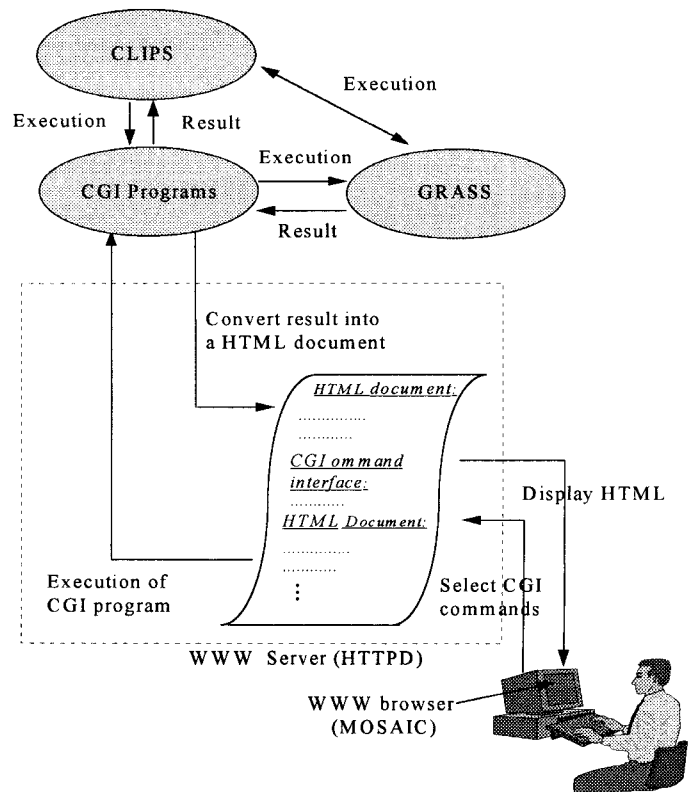 CLIPS
Execution
Execution
Result
Execution
CGI Programs
GRASS
Result
Convert result into
a HTML document
HTML document:
..............
............
CGI ommand
interface:
............
HTML Document:
..............
............
Display HTML
Execution of
CGI program
Select CGI
commands
WWW Server (HTTPD)
WWW browser
(MOSAIC)